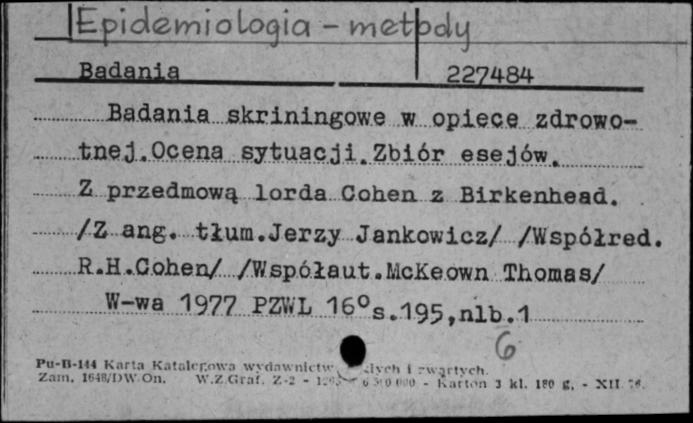 Epidemiologia - metody
Badania 227484
Badania skriningowe w opiece zdrowo-
tnej.Ocena sytuacji.Zbiór esejów.
Z przedmową lorda Cohen z Birkenhead.
/Z ang. tłum.Jerzy Jankowicz/ /Współred.
R.H.Cohen/ /Współaut.McKeown Thomas/
W-wa 1977 PZWL 16°s.195,nlb.1
6
Pu-B-144 Karta Katalogowa wydawnictw i zwartych.
Zam. 1648/DW On. W.Z.Graf. Z-2 - Karton 3 kl. 180 g. - XII